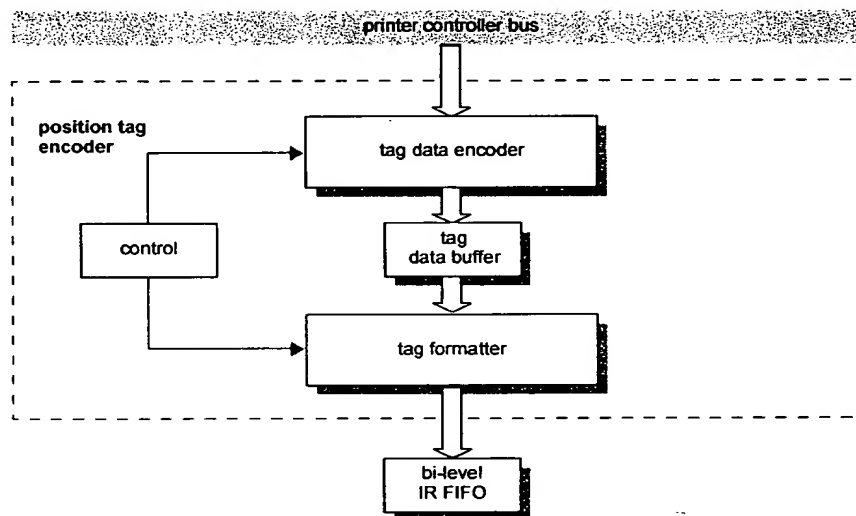 printer controller bus
position tag
encoder
tag data encoder
control
tag
data buffer
tag formatter
bi-level
IR FIFO